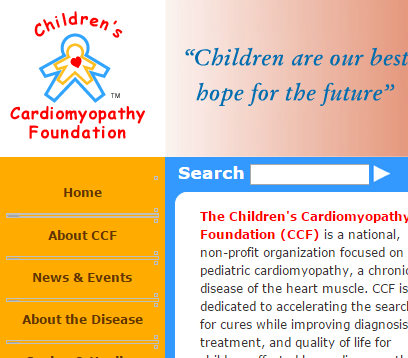 Children's
TM
Cardiomyopathy
Foundation
"Children are our best
hope for the future"
Search
Home
About CCF
News & Events
About the Disease
The Children's Cardiomyopathy
Foundation (CCF) is a national,
non-profit organization focused on
pediatric cardiomyopathy, a chronic
disease of the heart muscle. CCF is
dedicated to accelerating the search
for cures while improving diagnosis,
treatment, and quality of life for